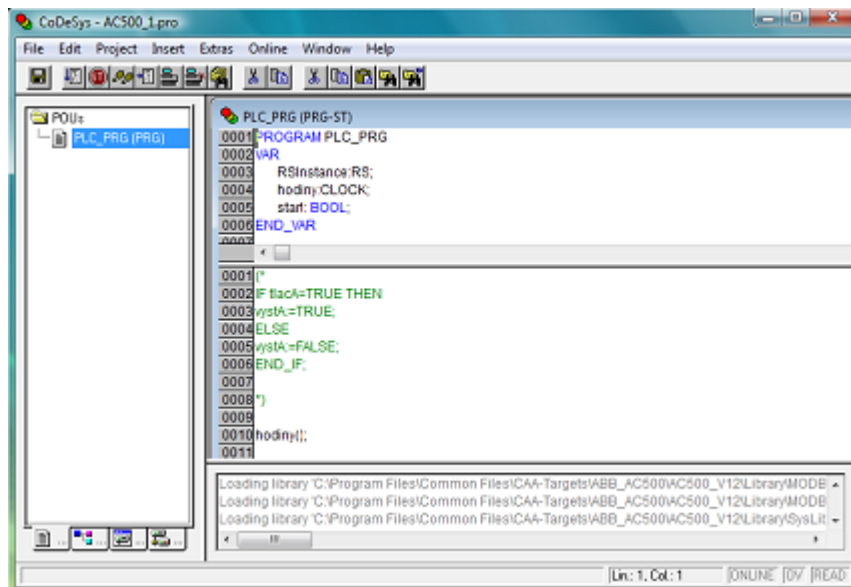 CoDeSys - AC500_1.pro
File Edit Project Insert Extras Online Window Help
POUs
PLC_PRG (PRG)
PLC_PRG (PRG-ST)
0001 PROGRAM PLC_PRG
0002 VAR
0003 RSInstance:RS;
0004 hodiny:CLOCK;
0005 start: BOOL;
0006 END_VAR
0007
0001 (*
0002 IF tlacA=TRUE THEN
0003 vystA:=TRUE;
0004 ELSE
0005 vystA:=FALSE;
0006 END_IF;
0007
0008 *)
0009
0010 hodiny();
0011
Loading library 'C:\Program Files\Common Files\CAA-Targets\ABB_AC500\AC500_V12\Library\MODB
Loading library 'C:\Program Files\Common Files\CAA-Targets\ABB_AC500\AC500_V12\Library\MODB
Loading library 'C:\Program Files\Common Files\CAA-Targets\ABB_AC500\AC500_V12\Library\SysLit
Lin.: 1, Col.: 1 ONLINE OV READ